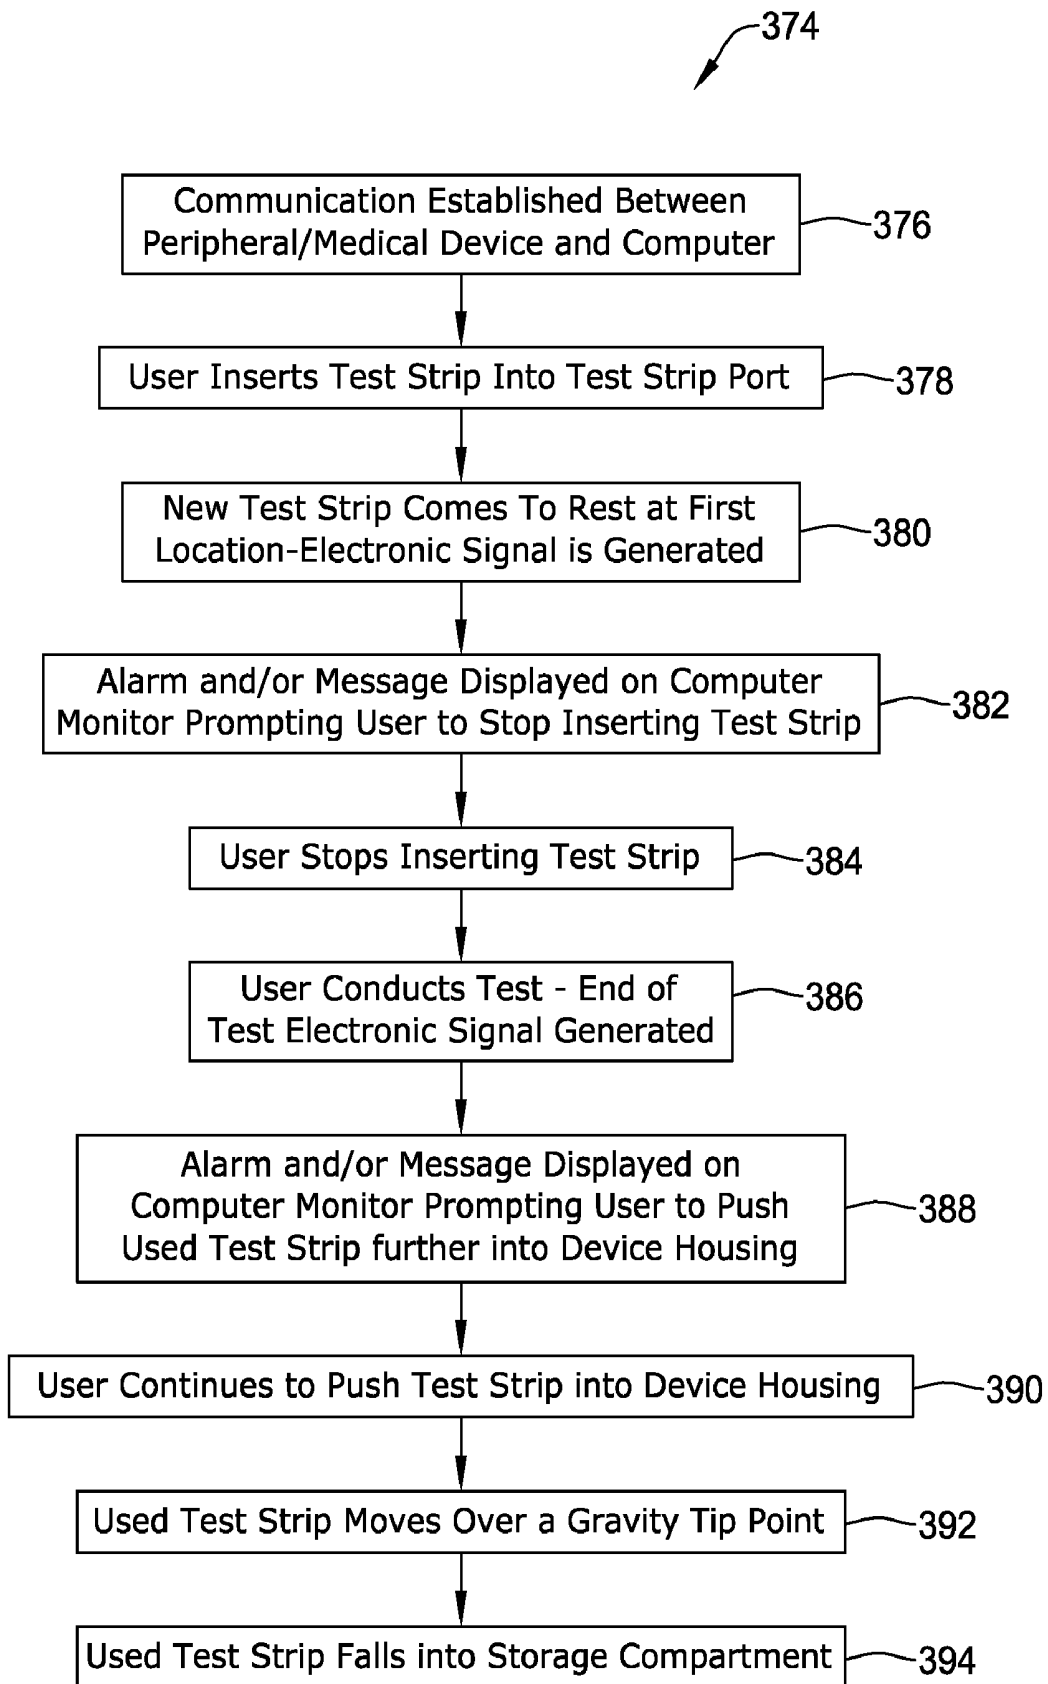 374
Communication Established Between
Peripheral/Medical Device and Computer
376
User Inserts Test Strip Into Test Strip Port
378
New Test Strip Comes To Rest at First
Location-Electronic Signal is Generated
380
Alarm and/or Message Displayed on Computer
Monitor Prompting User to Stop Inserting Test Strip
382
User Stops Inserting Test Strip
384
User Conducts Test - End of
Test Electronic Signal Generated
386
Alarm and/or Message Displayed on
Computer Monitor Prompting User to Push
Used Test Strip further into Device Housing
388
User Continues to Push Test Strip into Device Housing
390
Used Test Strip Moves Over a Gravity Tip Point
392
Used Test Strip Falls into Storage Compartment
394